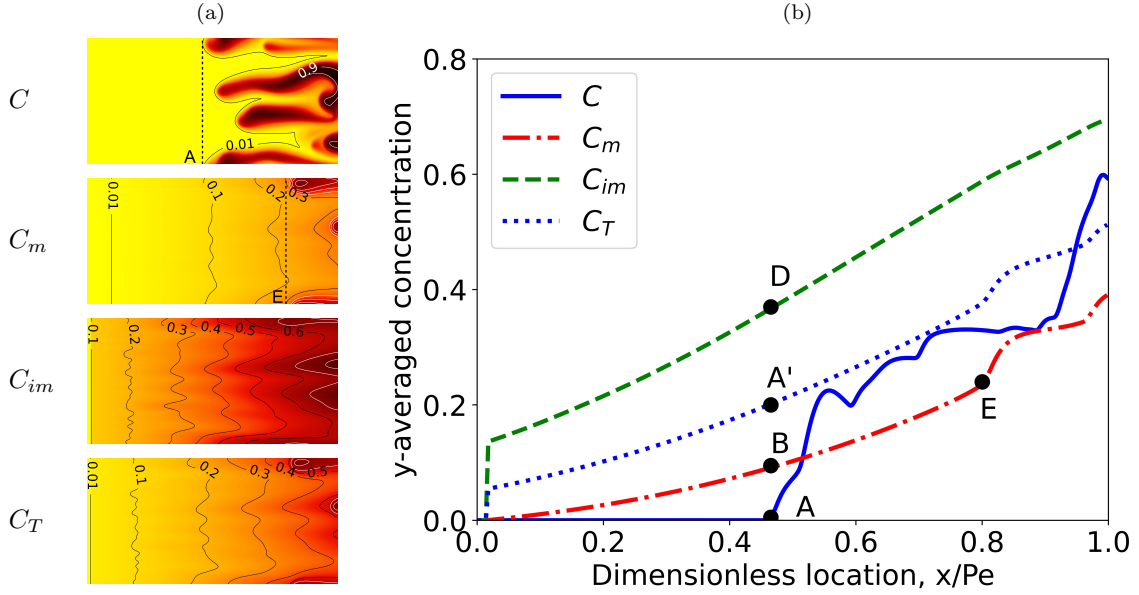 (a)
C
0.9
0.01
A
C_m
0.01
0.1
0.2
0.3
E
C_im
0.1
0.2
0.3
0.4
0.5
0.6
C_T
0.01
0.1
0.2
0.3
0.4
0.5
(b)
y-averaged concenrtration
0.8
0.6
0.4
0.2
0.0
C
C_m
C_im
C_T
D
A'
B
A
E
0.0 0.2 0.4 0.6 0.8 1.0
Dimensionless location, x/Pe